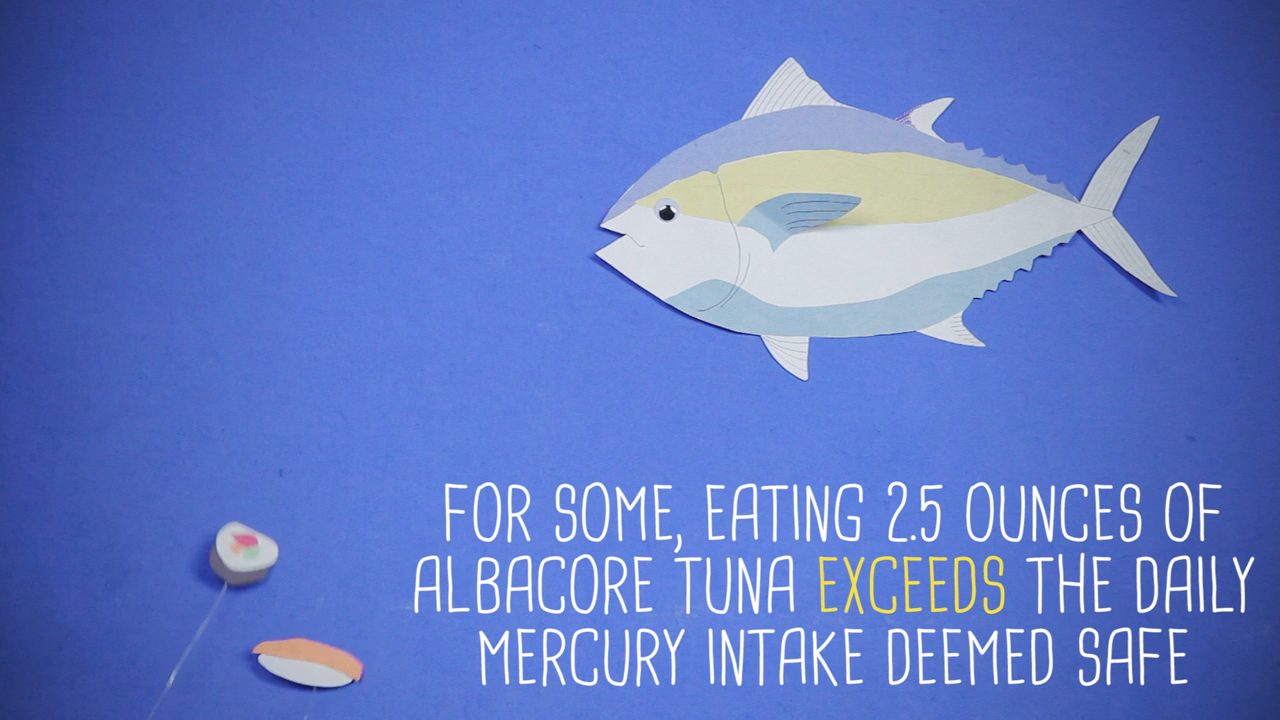 FOR SOME, EATING 2.5 OUNCES OF
ALBACORE TUNA EXCEEDS THE DAILY
MERCURY INTAKE DEEMED SAFE